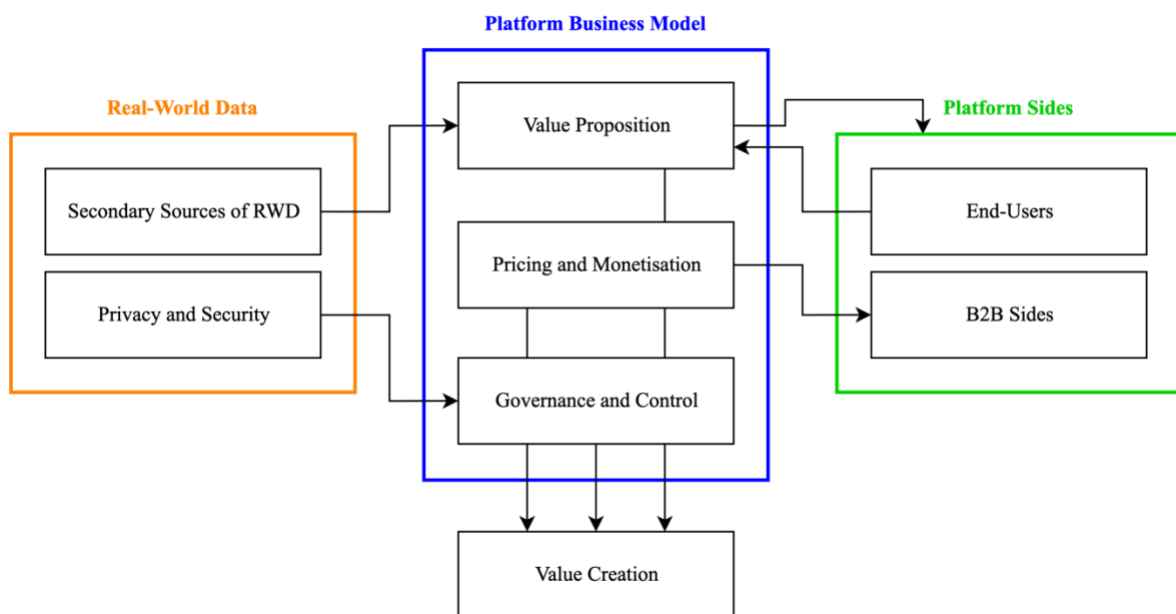 Platform Business Model
Real-World Data
Platform Sides
Value Proposition
Secondary Sources of RWD
End-Users
Pricing and Monetisation
Privacy and Security
B2B Sides
Governance and Control
Value Creation